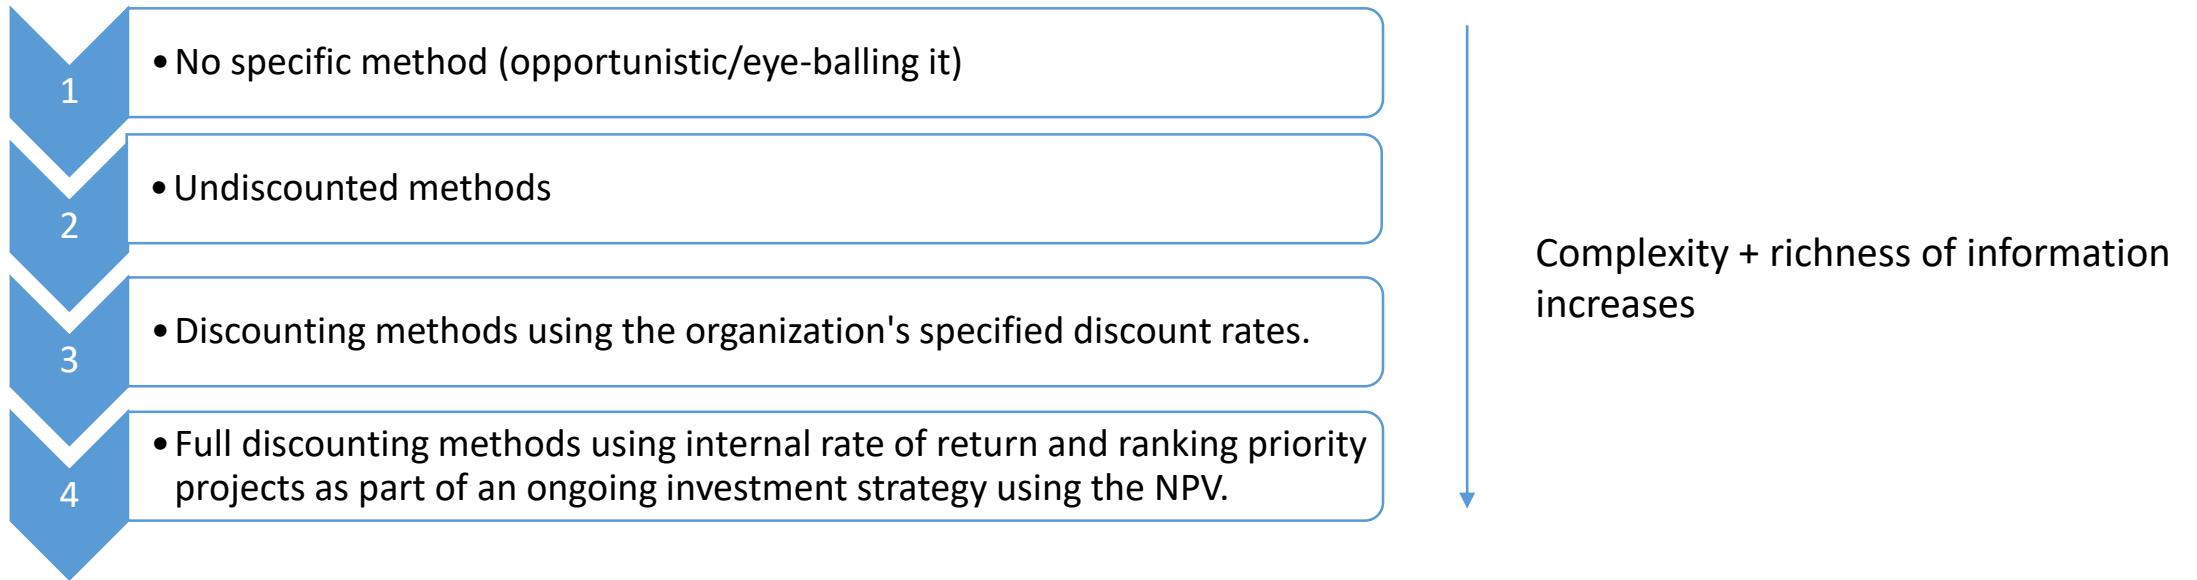 1
• No specific method (opportunistic/eye-balling it)
2
• Undiscounted methods
3
• Discounting methods using the organization's specified discount rates.
4
• Full discounting methods using internal rate of return and ranking priority
projects as part of an ongoing investment strategy using the NPV.
Complexity + richness of information
increases